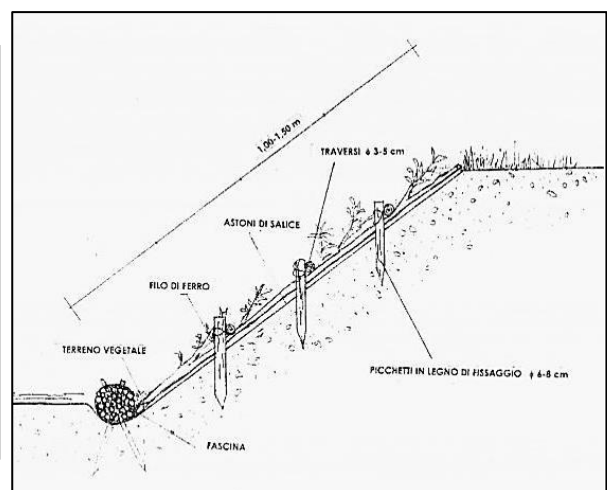 1,00-1,50 m
TRAVERSI ϕ 3-5 cm
ASTONI DI SALICE
FILO DI FERRO
TERRENO VEGETALE
PICCHETTI IN LEGNO DI FISSAGGIO ϕ 6-8 cm
FASCINA